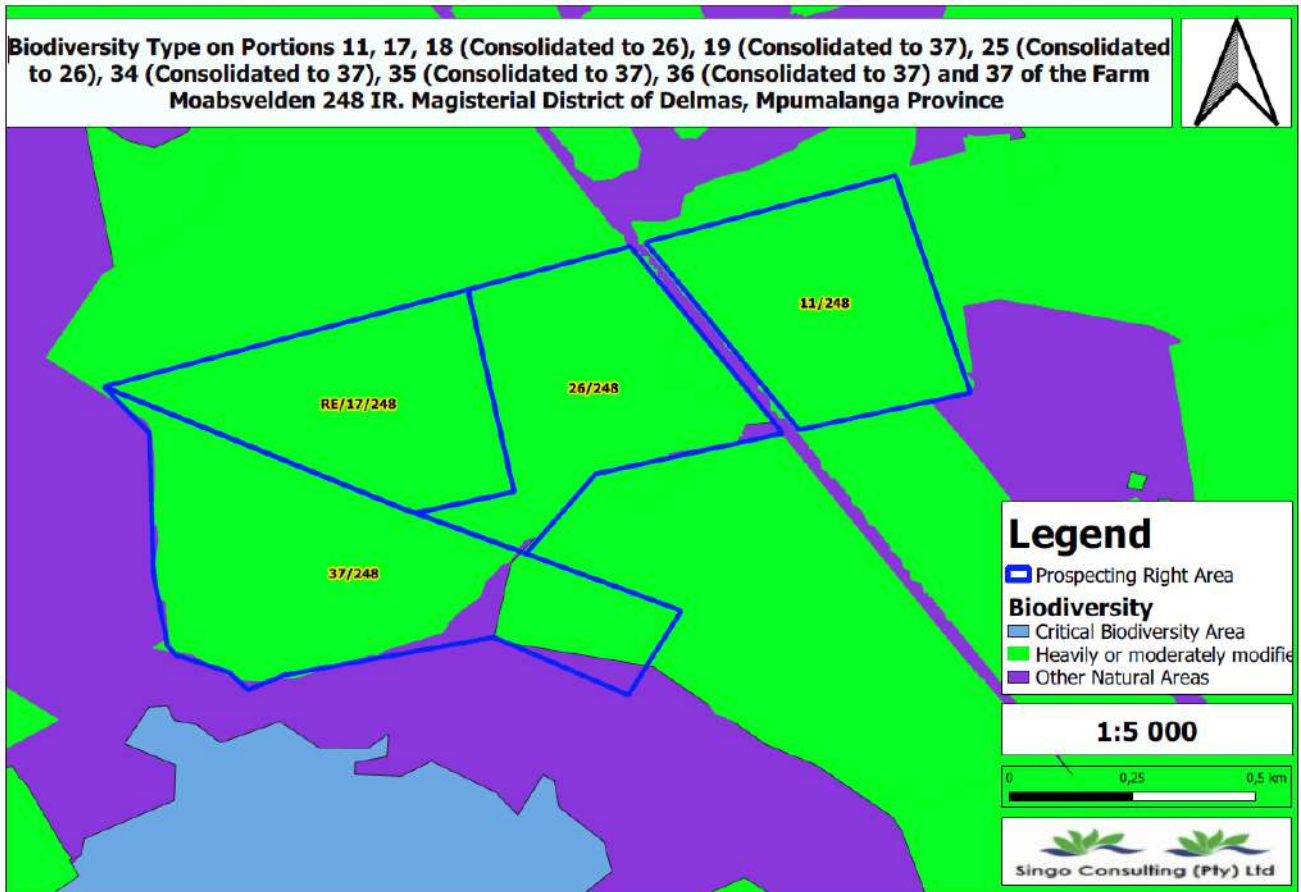 Biodiversity Type on Portions 11, 17, 18 (Consolidated to 26), 19 (Consolidated to 37), 25 (Consolidated
to 26), 34 (Consolidated to 37), 35 (Consolidated to 37), 36 (Consolidated to 37) and 37 of the Farm
Moabsvelden 248 IR. Magisterial District of Delmas, Mpumalanga Province
11/248
26/248
RE/17/248
37/248
Legend
Prospecting Right Area
Biodiversity
Critical Biodiversity Area
Heavily or moderately modifie
Other Natural Areas
1:5 000
0 0,25 0,5 km
Singo Consulting (Pty) Ltd